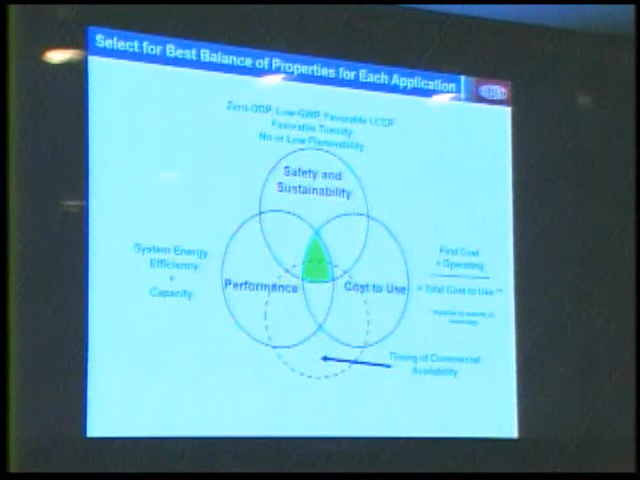 Select for Best Balance of Properties for Each Application
Zero-ODP, Low-GWP, Favorable LCCP
Favorable Toxicity
No or Low Flammability
Safety and
Sustainability
System Energy
Efficiency
+
Capacity
Performance
Cost to Use
First Cost
+ Operating
= Total Cost to Use
Timing of Commercial
Availability